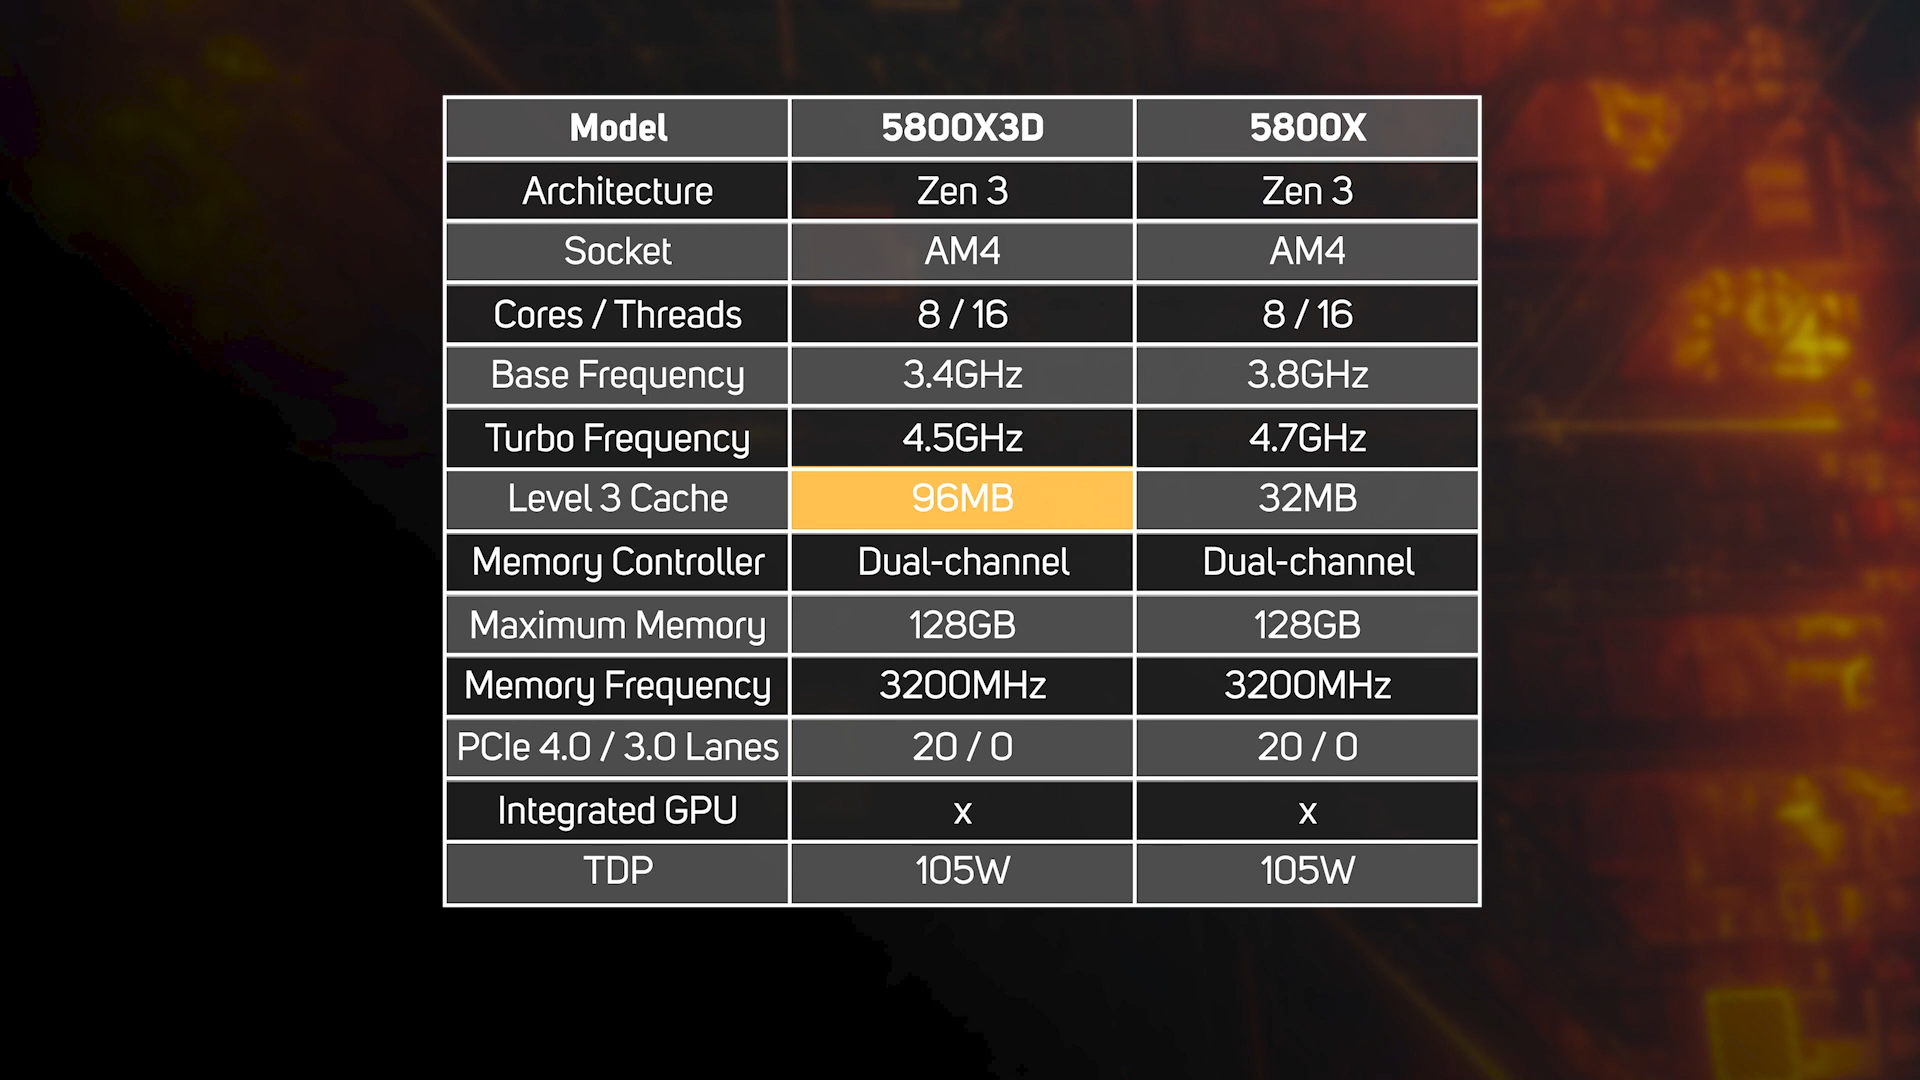 Model 5800X3D 5800X
Architecture Zen 3 Zen 3
Socket AM4 AM4
Cores / Threads 8 / 16 8 / 16
Base Frequency 3.4GHz 3.8GHz
Turbo Frequency 4.5GHz 4.7GHz
Level 3 Cache 96MB 32MB
Memory Controller Dual-channel Dual-channel
Maximum Memory 128GB 128GB
Memory Frequency 3200MHz 3200MHz
PCIe 4.0 / 3.0 Lanes 20 / 0 20 / 0
Integrated GPU x x
TDP 105W 105W